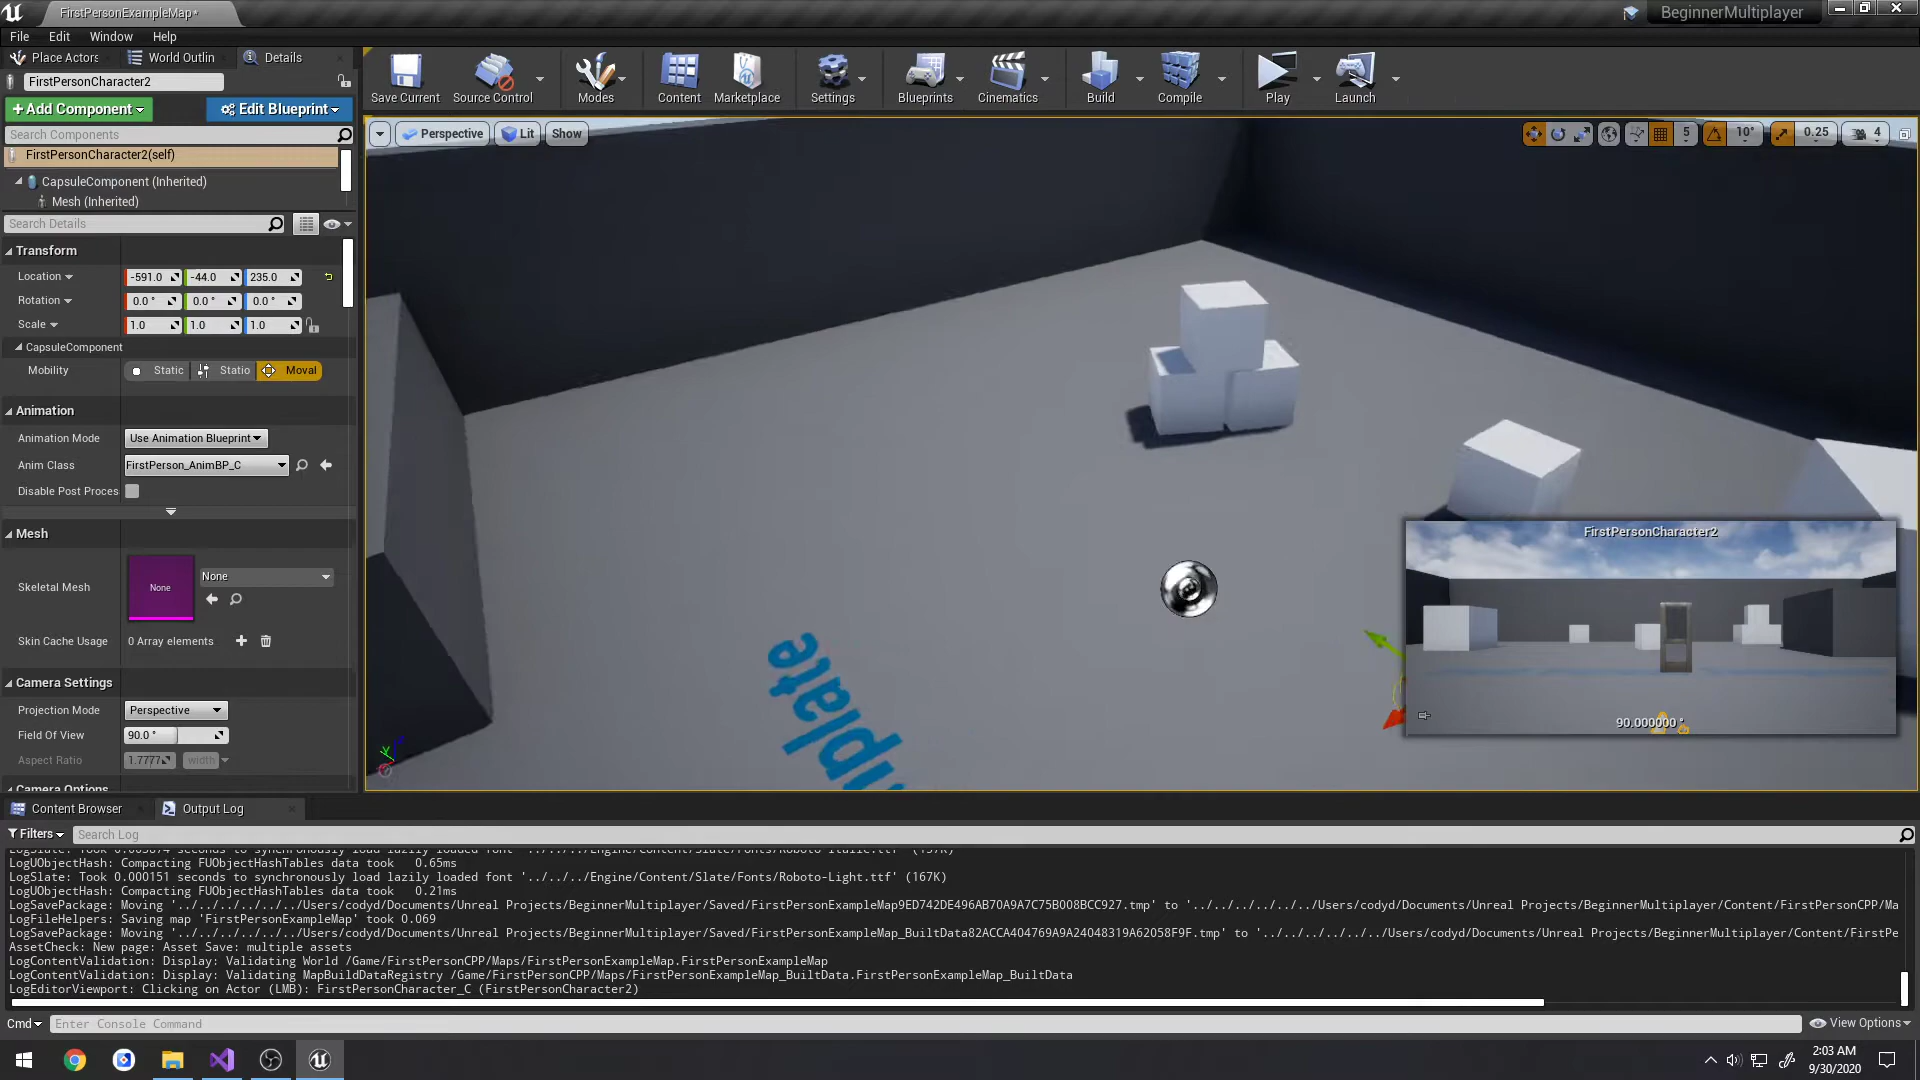 FirstPersonExampleMap*
BeginnerMultiplayer
File Edit Window Help
Place Actors World Outlin Details
FirstPersonCharacter2
+Add Component Edit Blueprint
Search Components
FirstPersonCharacter2(self)
CapsuleComponent (Inherited)
Mesh (Inherited)
Search Details
Transform
Location -591.0 -44.0 235.0
Rotation 0.0 ° 0.0 ° 0.0 °
Scale 1.0 1.0 1.0
CapsuleComponent
Mobility Static Statio Moval
Animation
Animation Mode Use Animation Blueprint
Anim Class FirstPerson_AnimBP_C
Disable Post Proces
Mesh
Skeletal Mesh None None
Skin Cache Usage 0 Array elements
Camera Settings
Projection Mode Perspective
Field Of View 90.0 °
Aspect Ratio 1.7777 width
Camera Options
Save Current Source Control Modes Content Marketplace Settings Blueprints Cinematics Build Compile Play Launch
Perspective Lit Show
5 10° 0.25 4
plate
FirstPersonCharacter2
90.000000 °
Content Browser Output Log
Filters Search Log
LogUObjectHash: Compacting FUObjectHashTables data took 0.65ms
LogSlate: Took 0.000151 seconds to synchronously load lazily loaded font '../../../Engine/Content/Slate/Fonts/Roboto-Light.ttf' (167K)
LogUObjectHash: Compacting FUObjectHashTables data took 0.21ms
LogSavePackage: Moving '../../../../../../Users/codyd/Documents/Unreal Projects/BeginnerMultiplayer/Saved/FirstPersonExampleMap9ED742DE496AB70A9A7C75B008BCC927.tmp' to '../../../../../../Users/codyd/Documents/Unreal Projects/BeginnerMultiplayer/Content/FirstPersonCPP/Ma
LogFileHelpers: Saving map 'FirstPersonExampleMap' took 0.069
LogSavePackage: Moving '../../../../../../Users/codyd/Documents/Unreal Projects/BeginnerMultiplayer/Saved/FirstPersonExampleMap_BuiltData82ACCA404769A9A24048319A62058F9F.tmp' to '../../../../../../Users/codyd/Documents/Unreal Projects/BeginnerMultiplayer/Content/FirstPe
AssetCheck: New page: Asset Save: multiple assets
LogContentValidation: Display: Validating World /Game/FirstPersonCPP/Maps/FirstPersonExampleMap.FirstPersonExampleMap
LogContentValidation: Display: Validating MapBuildDataRegistry /Game/FirstPersonCPP/Maps/FirstPersonExampleMap_BuiltData.FirstPersonExampleMap_BuiltData
LogEditorViewport: Clicking on Actor (LMB): FirstPersonCharacter_C (FirstPersonCharacter2)
Cmd Enter Console Command View Options
2:03 AM
9/30/2020